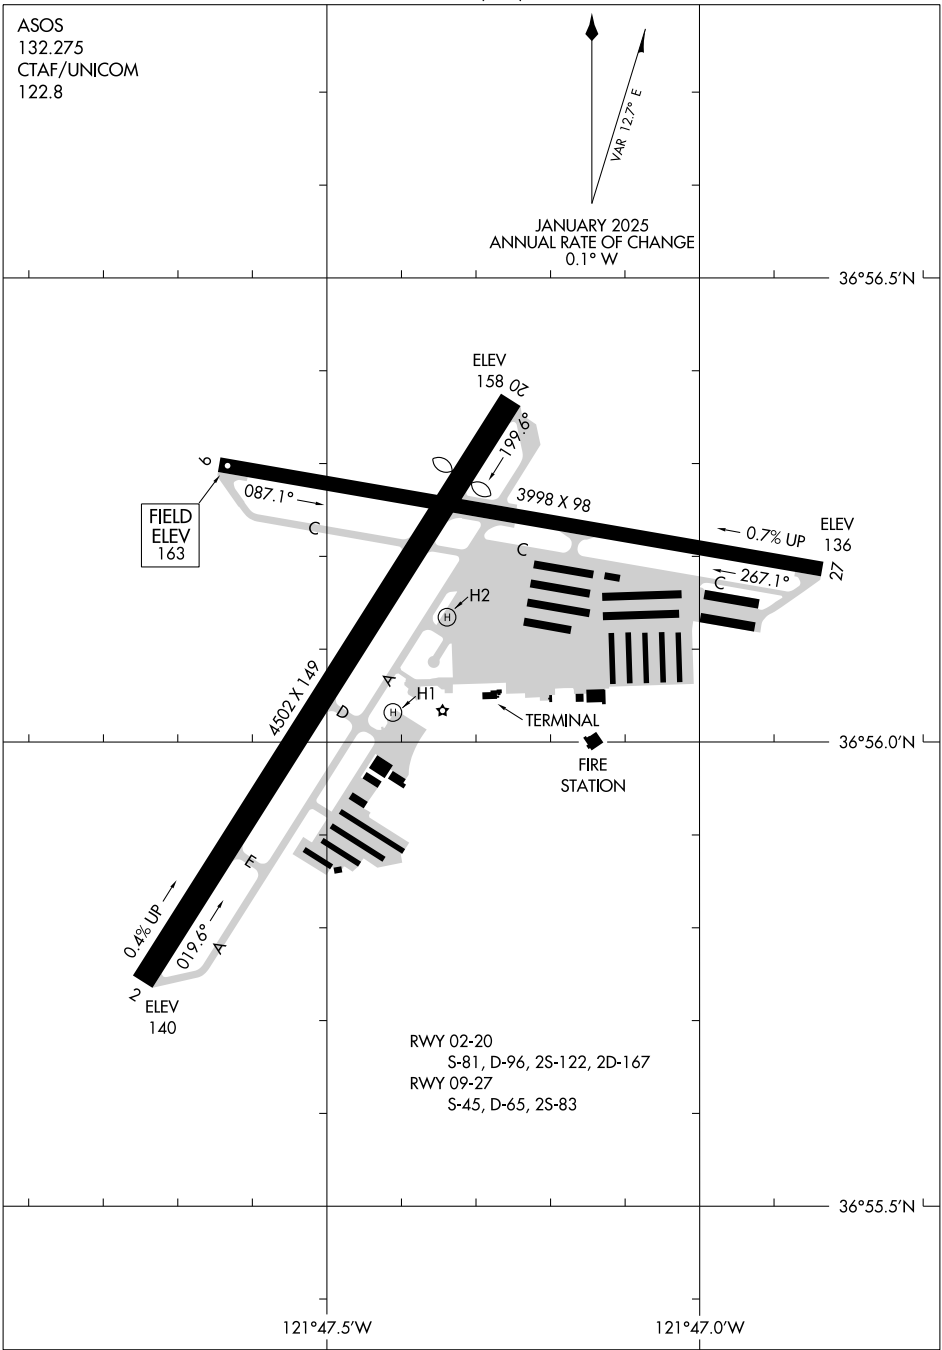 ASOS
132.275
CTAF/UNICOM
122.8
VAR 12.7° E
JANUARY 2025
ANNUAL RATE OF CHANGE
0.1° W
36°56.5'N
ELEV
158
20
199.6°
9
087.1°
3998 X 98
FIELD
ELEV
163
C
C
0.7% UP
ELEV
136
27
267.1°
C
H2
H
4502 X 149
A
H1
H
D
TERMINAL
36°56.0'N
FIRE
STATION
E
0.4% UP
019.6°
A
2
ELEV
140
RWY 02-20
S-81, D-96, 2S-122, 2D-167
RWY 09-27
S-45, D-65, 2S-83
36°55.5'N
121°47.5'W
121°47.0'W